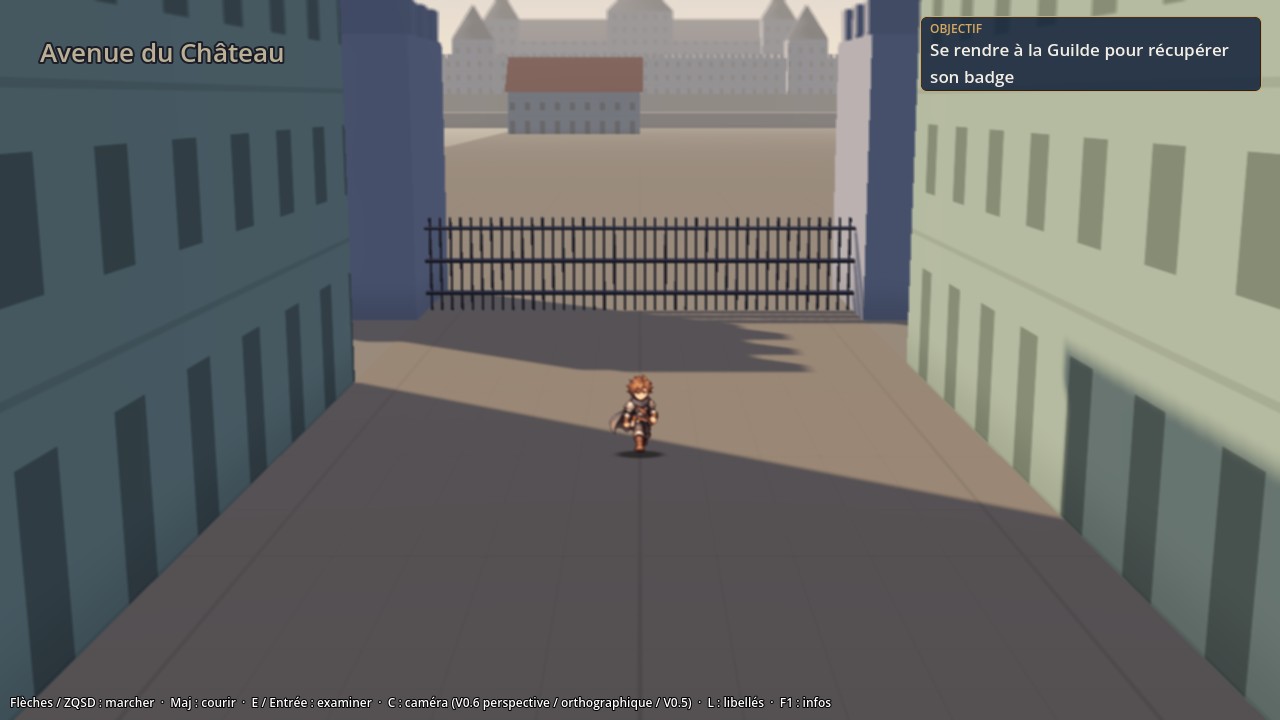 Avenue du Château
OBJECTIF
Se rendre à la Guilde pour récupérer
son badge
Flèches / ZQSD : marcher · Maj : courir · E / Entrée : examiner · C : caméra (V0.6 perspective / orthographique / V0.5) · L : libellés · F1 : infos